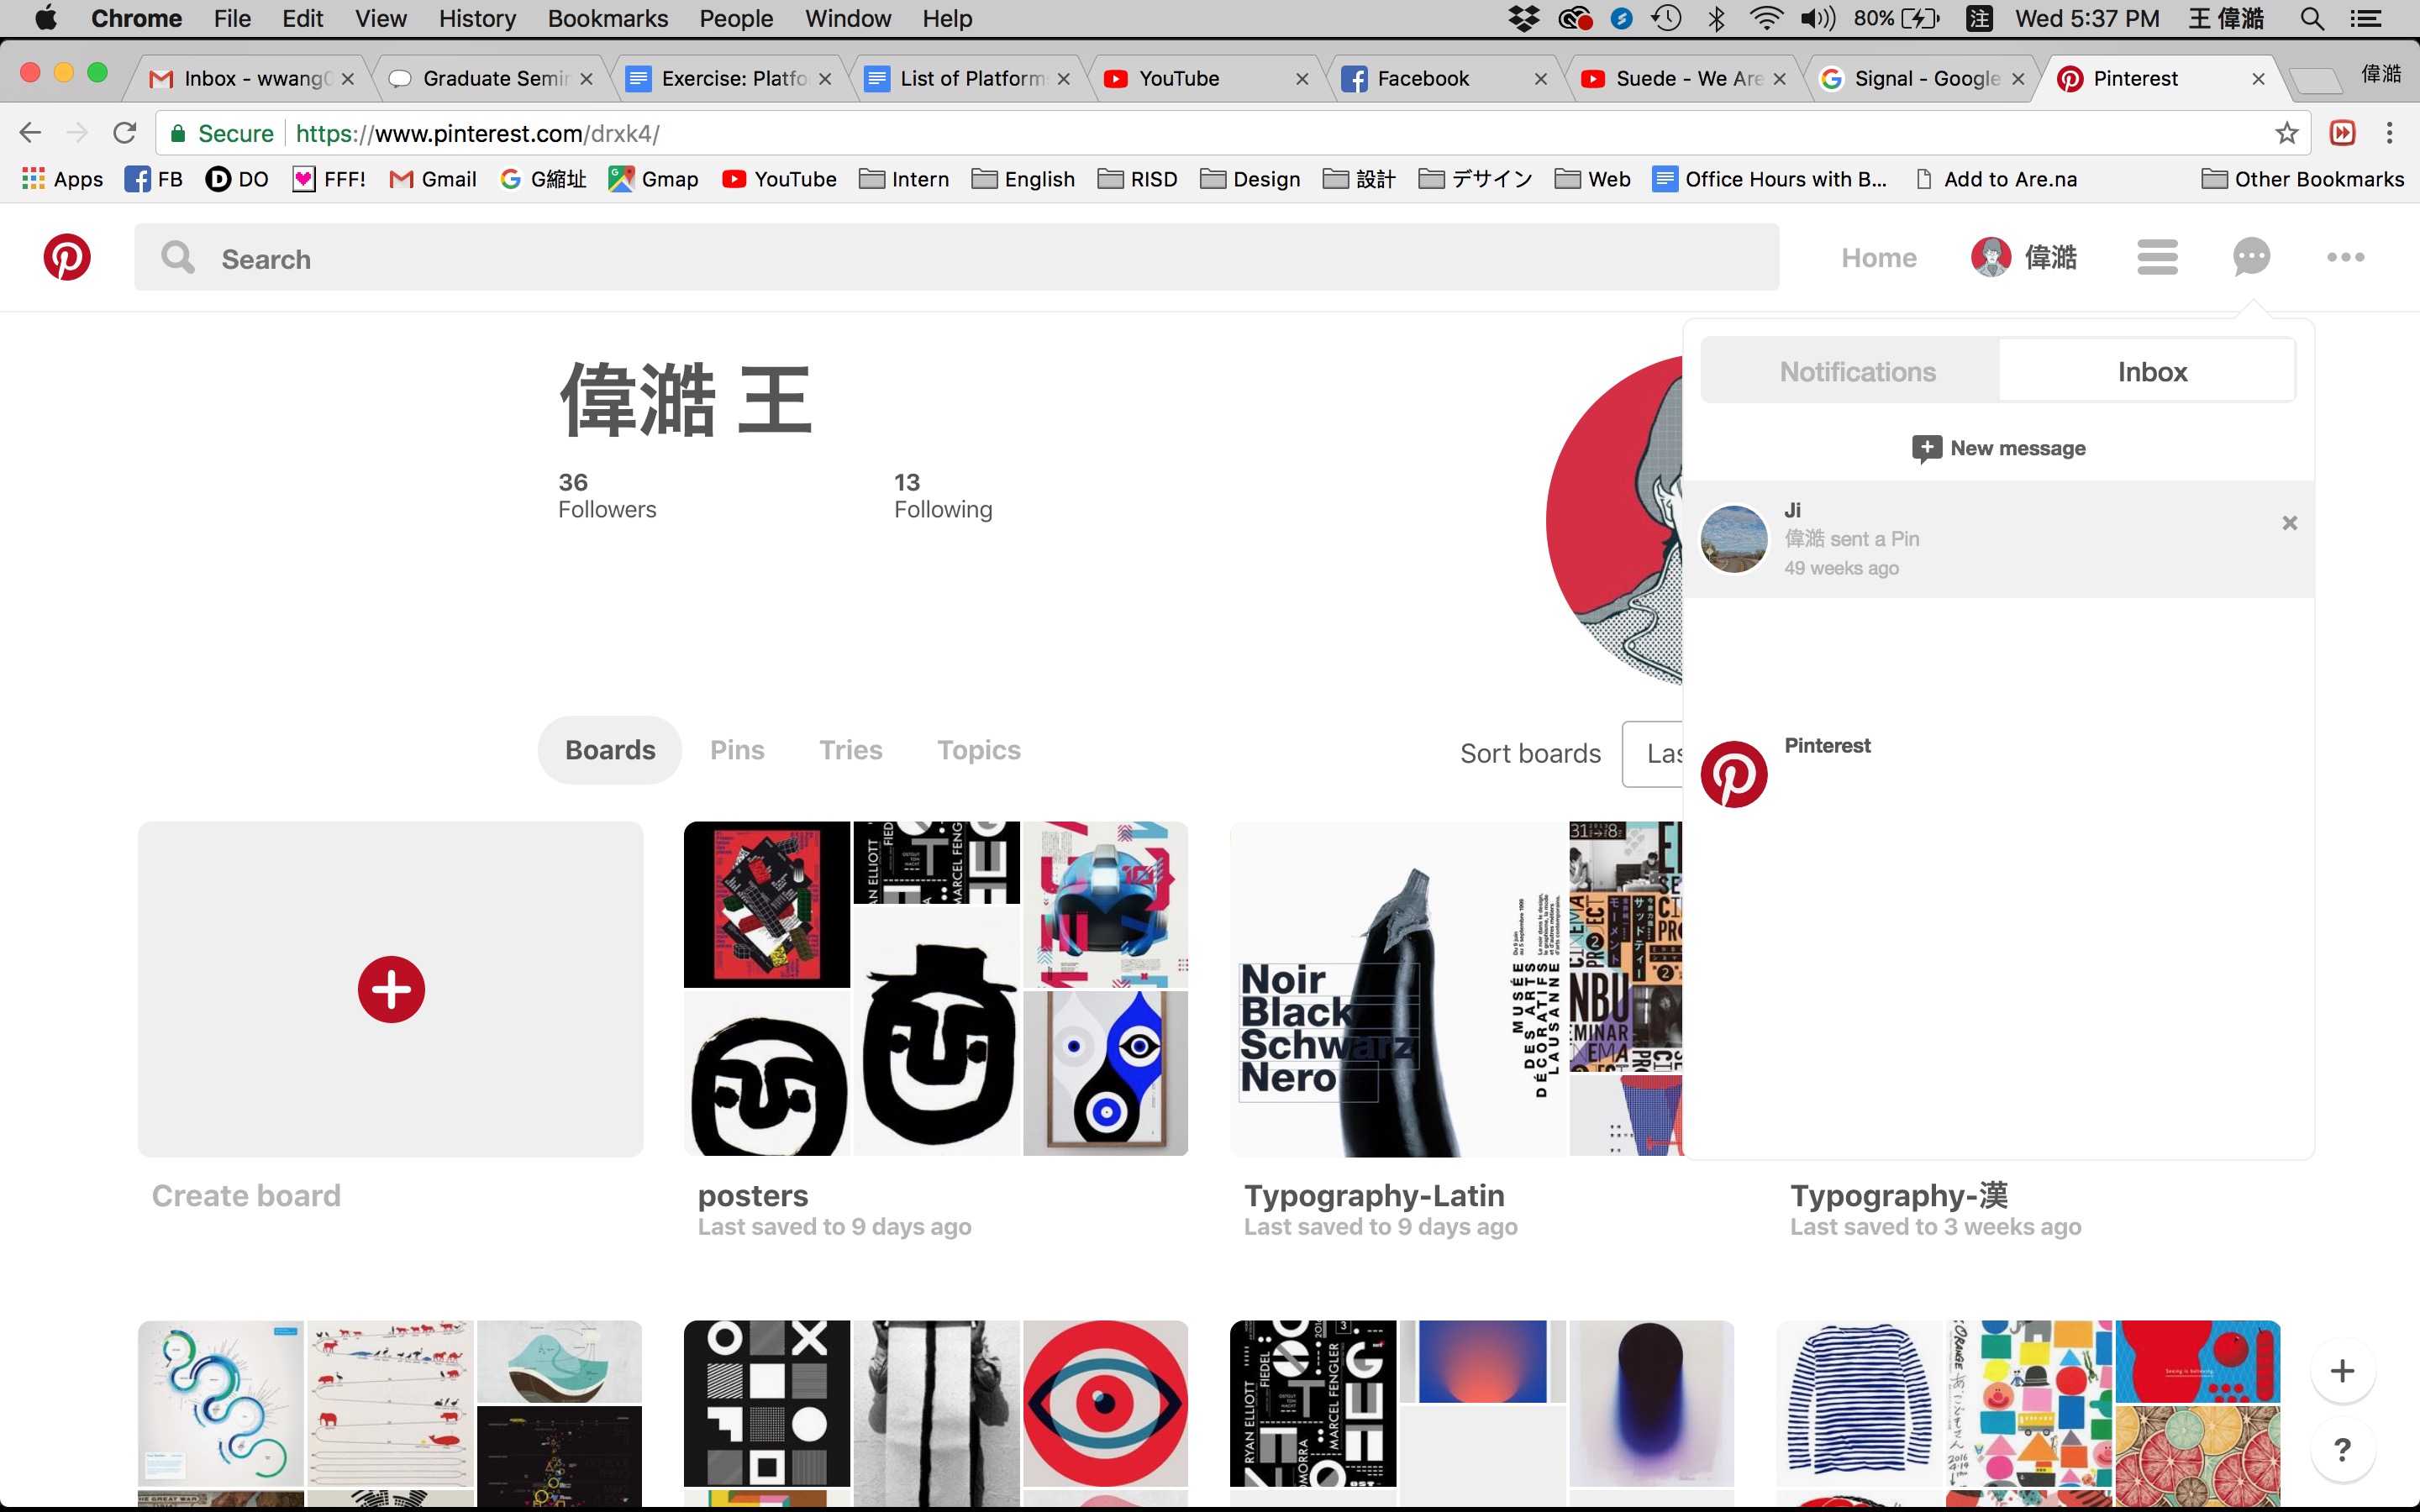 Chrome File Edit View History Bookmarks People Window Help 80% 注 Wed 5:37 PM 王 偉澔
Inbox - wwang Graduate Semin Exercise: Platfo List of Platform YouTube Facebook Suede - We Are Signal - Google Pinterest 偉澔
Secure https://www.pinterest.com/drxk4/
Apps FB DO FFF! Gmail G縮址 Gmap YouTube Intern English RISD Design 設計 デザイン Web Office Hours with B... Add to Are.na Other Bookmarks
Search Home 偉澔
Notifications Inbox
偉澔 王
New message
36 13
Followers Following
Ji
偉澔 sent a Pin
49 weeks ago
Boards Pins Tries Topics Sort boards Las
Pinterest
Noir
Black
Schwarz
Nero
MUSÉE
DES ARTS
DÉCORATIFS
LAUSANNE
Create board
posters
Last saved to 9 days ago
Typography-Latin
Last saved to 9 days ago
Typography-漢
Last saved to 3 weeks ago
RYAN ELLIOTT
FIEDEL
MARCEL FENGLER
?